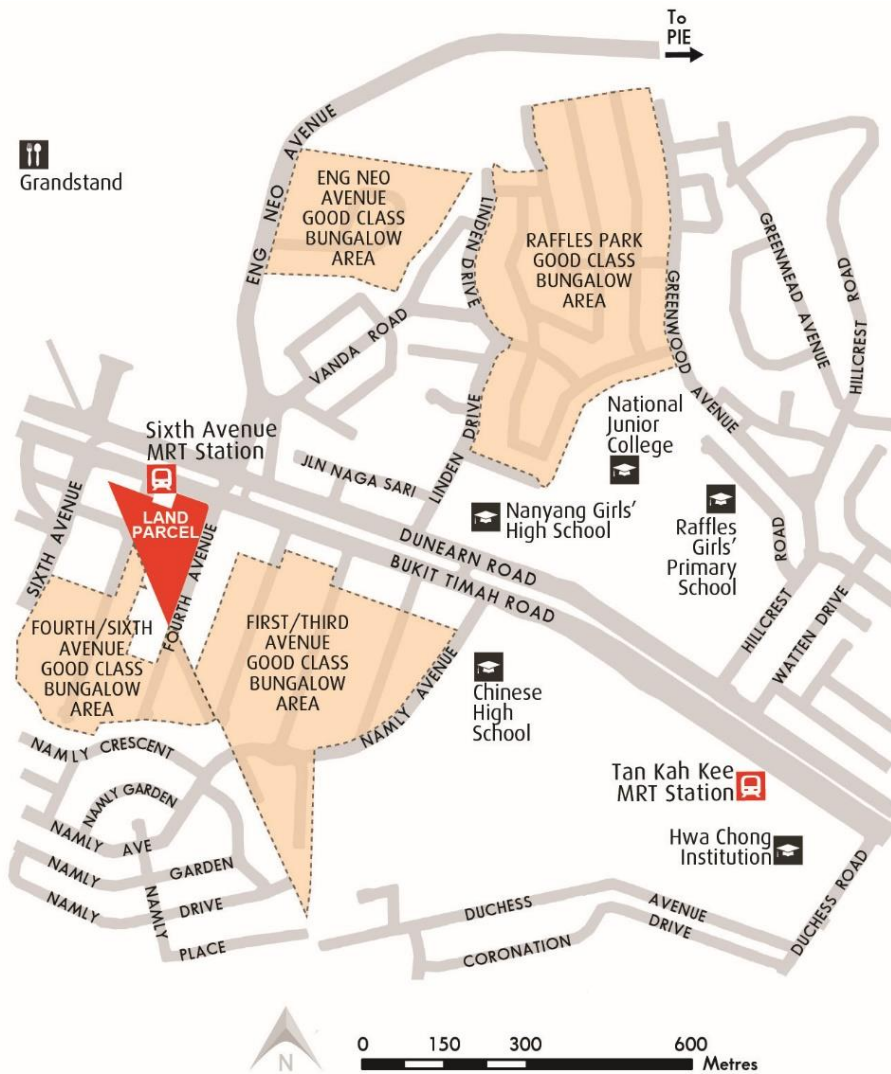 To
PIE
Grandstand
ENG NEO AVENUE
ENG NEO
AVENUE
GOOD CLASS
BUNGALOW
AREA
LINDEN DRIVE
RAFFLES PARK
GOOD CLASS
BUNGALOW
AREA
GREENWOOD AVENUE
GREENMEAD AVENUE
HILLCREST ROAD
VANDA ROAD
Sixth Avenue
MRT Station
JLN NAGA SARI
LINDEN DRIVE
National
Junior
College
Nanyang Girls'
High School
Raffles
Girls'
Primary
School
LAND
PARCEL
SIXTH AVENUE
FOURTH AVENUE
DUNEARN ROAD
BUKIT TIMAH ROAD
HILLCREST ROAD
WATTEN DRIVE
FOURTH/SIXTH
AVENUE
GOOD CLASS
BUNGALOW
AREA
FIRST/THIRD
AVENUE
GOOD CLASS
BUNGALOW
AREA
NAMLY AVENUE
Chinese
High
School
NAMLY CRESCENT
NAMLY GARDEN
NAMLY AVE
NAMLY GARDEN
NAMLY DRIVE
NAMLY PLACE
Tan Kah Kee
MRT Station
Hwa Chong
Institution
DUCHESS AVENUE
CORONATION DRIVE
DUCHESS ROAD
N
0 150 300 600
Metres